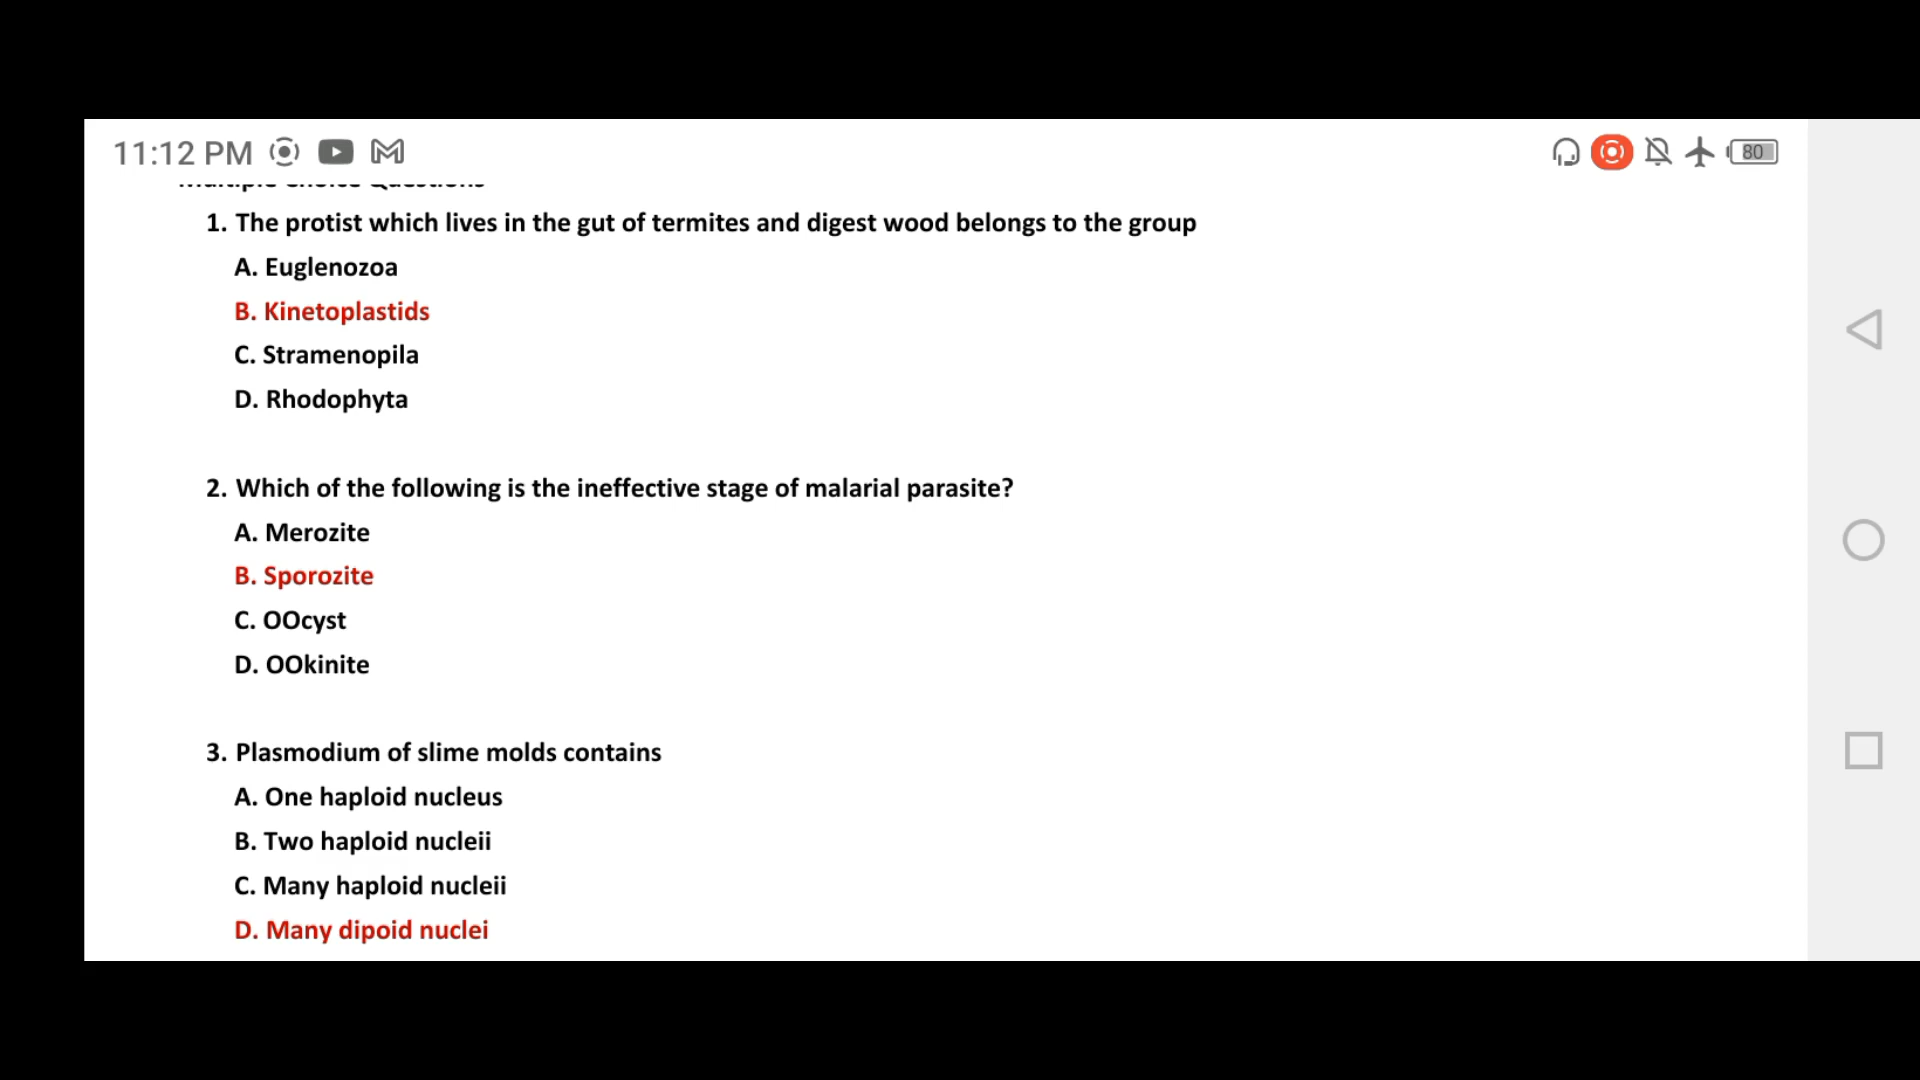 11:12 PM
80
1. The protist which lives in the gut of termites and digest wood belongs to the group
A. Euglenozoa
B. Kinetoplastids
C. Stramenopila
D. Rhodophyta
2. Which of the following is the ineffective stage of malarial parasite?
A. Merozite
B. Sporozite
C. OOcyst
D. OOkinite
3. Plasmodium of slime molds contains
A. One haploid nucleus
B. Two haploid nucleii
C. Many haploid nucleii
D. Many dipoid nuclei